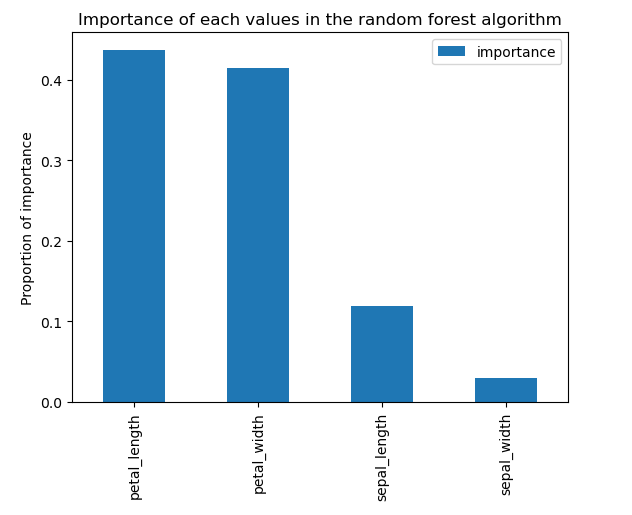 Importance of each values in the random forest algorithm
importance
Proportion of importance
0.4
0.3
0.2
0.1
0.0
petal_length
petal_width
sepal_length
sepal_width